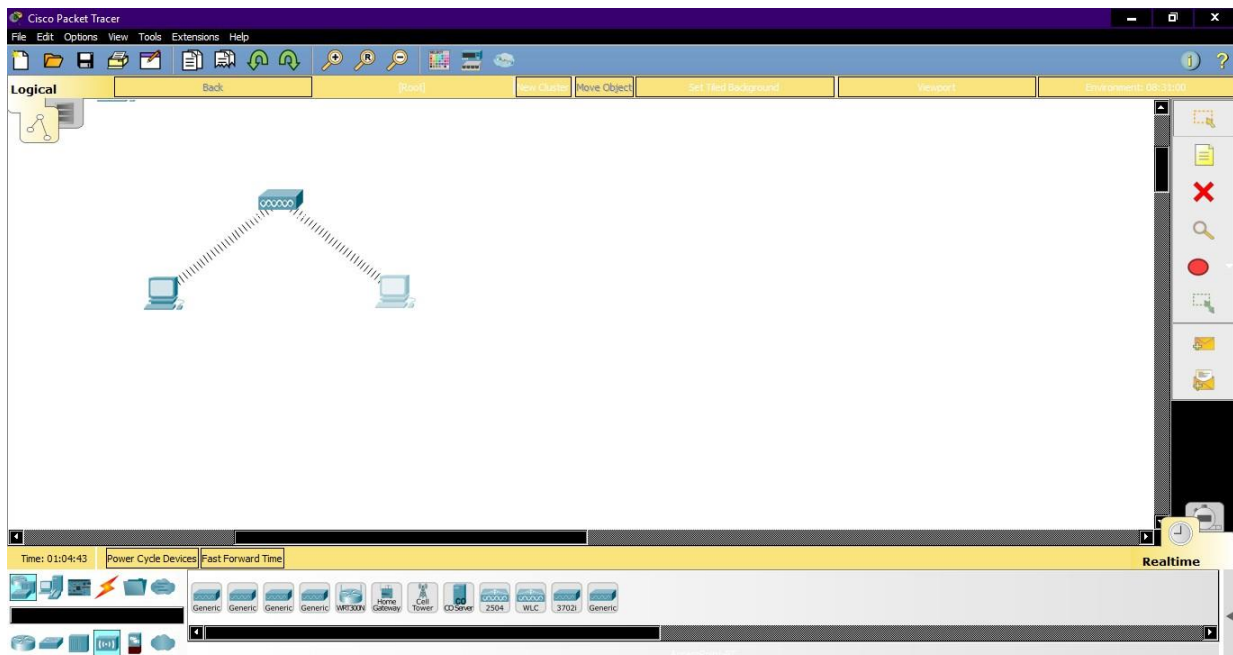 Cisco Packet Tracer
File Edit Options View Tools Extensions Help
Logical Back [Root] New Cluster Move Object Set Tiled Background Viewport Environment: 08:31:00
Time: 01:04:43 Power Cycle Devices Fast Forward Time
Realtime
Generic Generic Generic Generic WRT300N Home Gateway Cell Tower CO Server 2504 WLC 3702i Generic